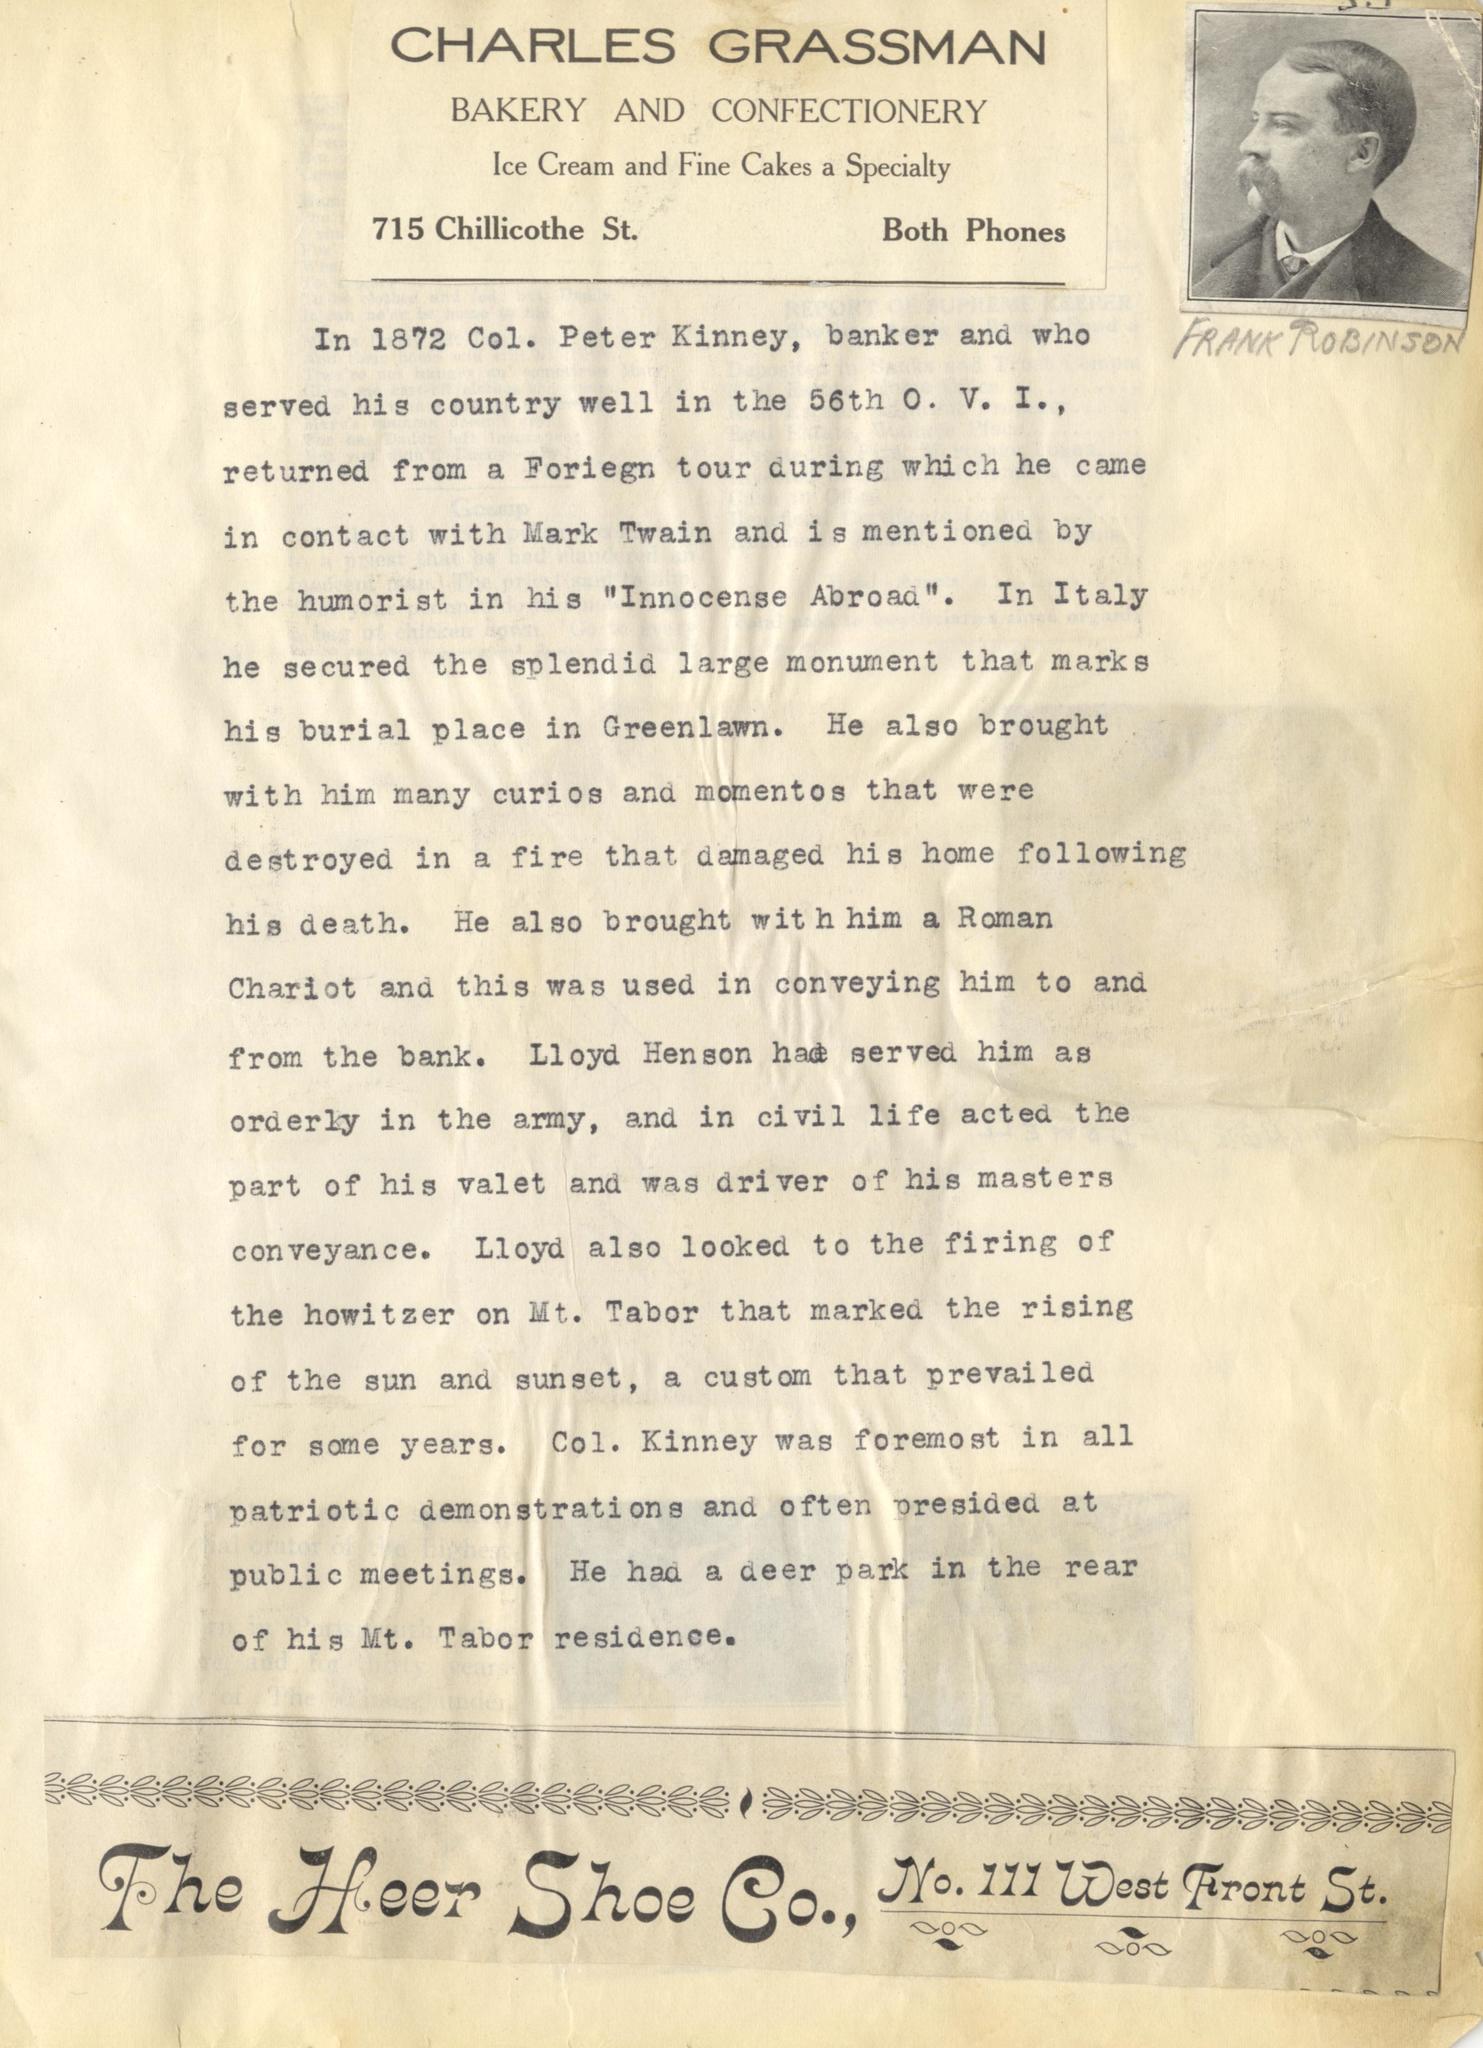 CHARLES GRASSMAN
BAKERY AND CONFECTIONERY
Ice Cream and Fine Cakes a Specialty
715 Chillicothe St. Both Phones
FRANK ROBINSON
In 1872 Col. Peter Kinney, banker and who
served his country well in the 56th O. V. I.,
returned from a Foriegn tour during which he came
in contact with Mark Twain and is mentioned by
the humorist in his "Innocense Abroad". In Italy
he secured the splendid large monument that marks
his burial place in Greenlawn. He also brought
with him many curios and momentos that were
destroyed in a fire that damaged his home following
his death. He also brought with him a Roman
Chariot and this was used in conveying him to and
from the bank. Lloyd Henson had served him as
orderly in the army, and in civil life acted the
part of his valet and was driver of his masters
conveyance. Lloyd also looked to the firing of
the howitzer on Mt. Tabor that marked the rising
of the sun and sunset, a custom that prevailed
for some years. Col. Kinney was foremost in all
patriotic demonstrations and often presided at
public meetings. He had a deer park in the rear
of his Mt. Tabor residence.
The Heer Shoe Co., No. 111 West Front St.